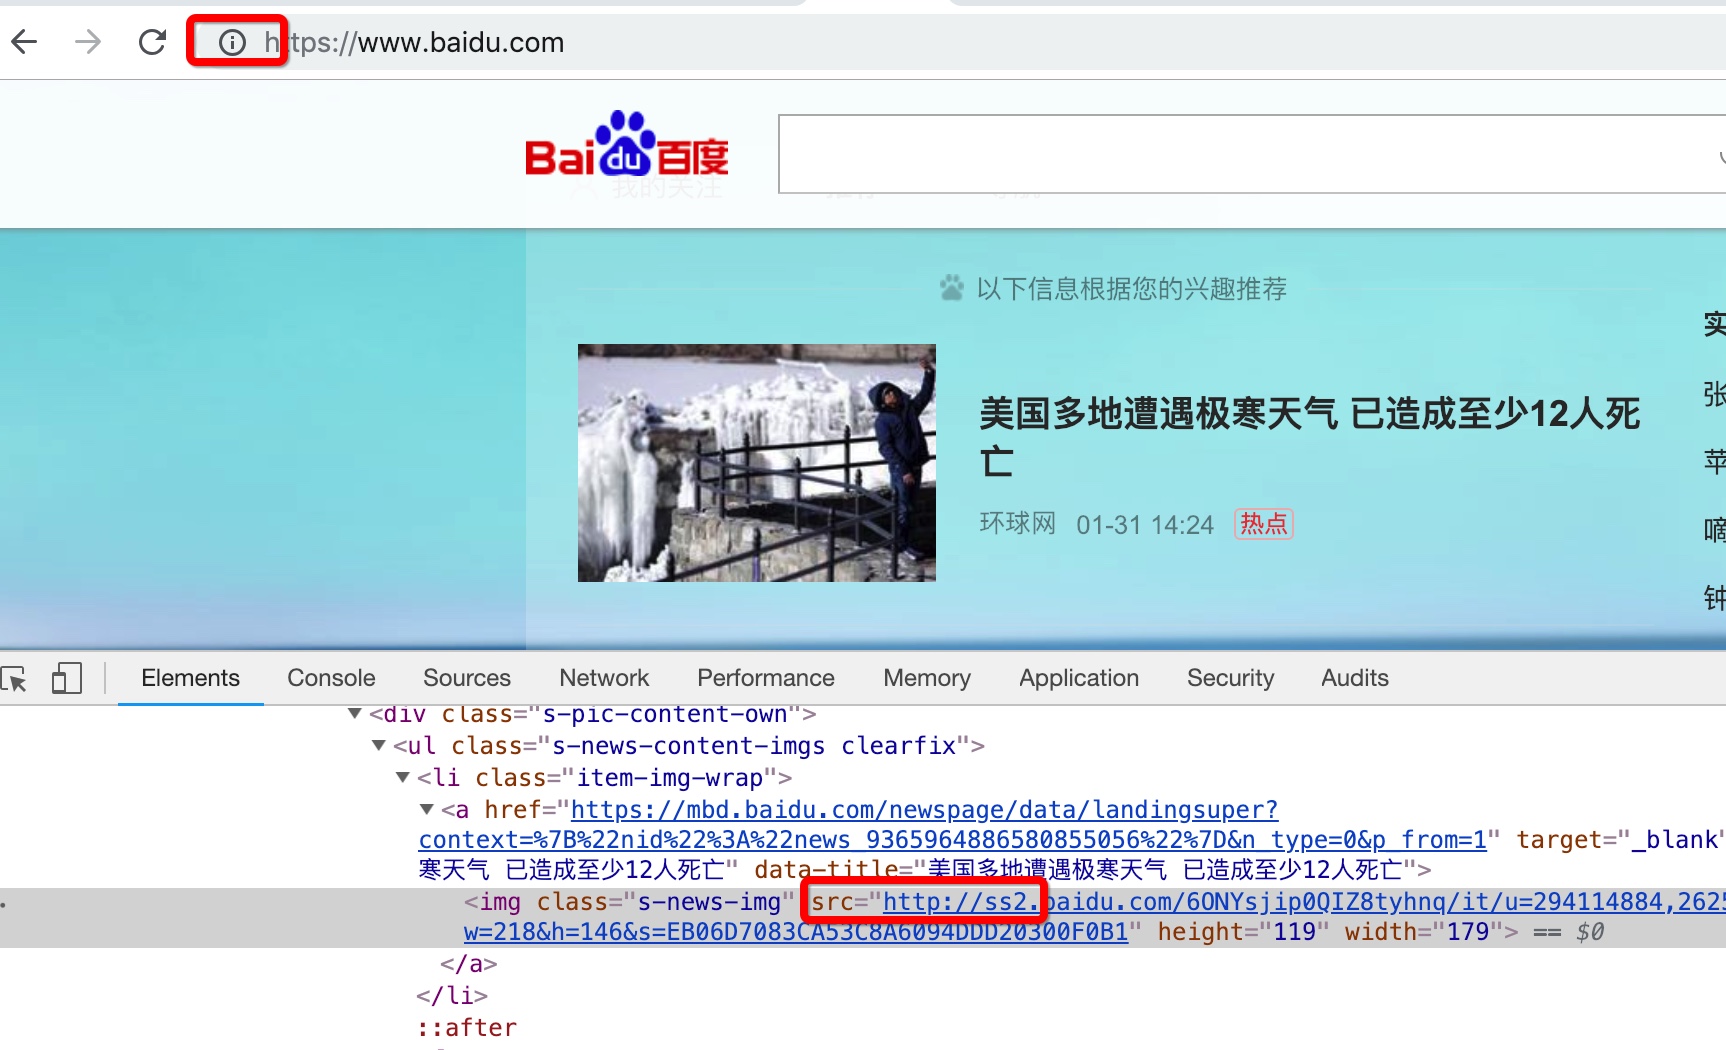 https://www.baidu.com
Bai du 百度
我的关注
以下信息根据您的兴趣推荐
实
美国多地遭遇极寒天气 已造成至少12人死
亡
张
苹
环球网 01-31 14:24 热点
嘀
钟
Elements Console Sources Network Performance Memory Application Security Audits
<div class="s-pic-content-own">
<ul class="s-news-content-imgs clearfix">
<li class="item-img-wrap">
<a href="https://mbd.baidu.com/newspage/data/landingsuper?
context=%7B%22nid%22%3A%22news_9365964886580855056%22%7D&n_type=0&p_from=1" target="_blank"
寒天气 已造成至少12人死亡" data-title="美国多地遭遇极寒天气 已造成至少12人死亡">
<img class="s-news-img" src="http://ss2.baidu.com/6ONYsjip0QIZ8tyhnq/it/u=294114884,2625
w=218&h=146&s=EB06D7083CA53C8A6094DDD20300F0B1" height="119" width="179"> == $0
</a>
</li>
::after